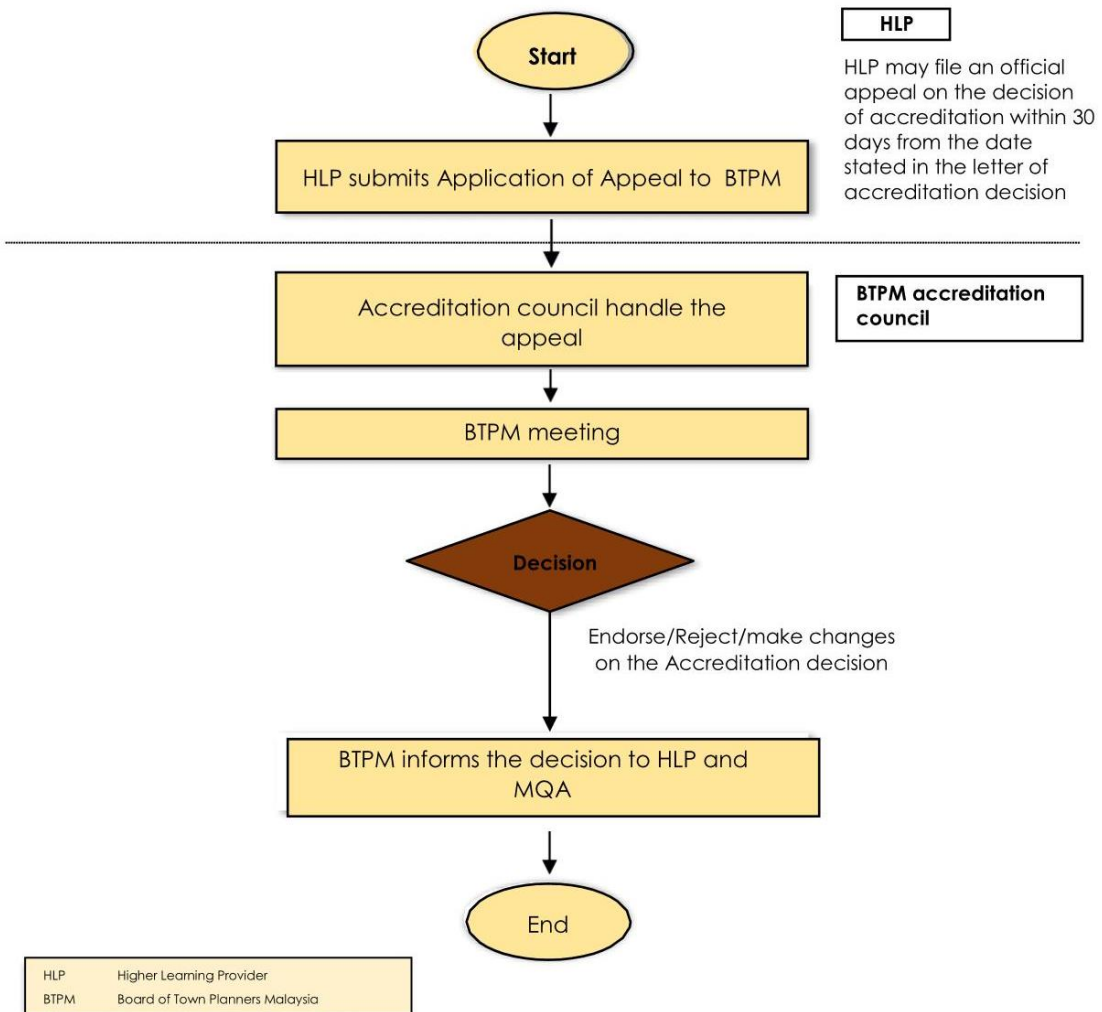 Start
HLP
HLP may file an official
appeal on the decision
of accreditation within 30
days from the date
stated in the letter of
accreditation decision
HLP submits Application of Appeal to BTPM
Accreditation council handle the
appeal
BTPM accreditation
council
BTPM meeting
Decision
Endorse/Reject/make changes
on the Accreditation decision
BTPM informs the decision to HLP and
MQA
End
HLP Higher Learning Provider
BTPM Board of Town Planners Malaysia